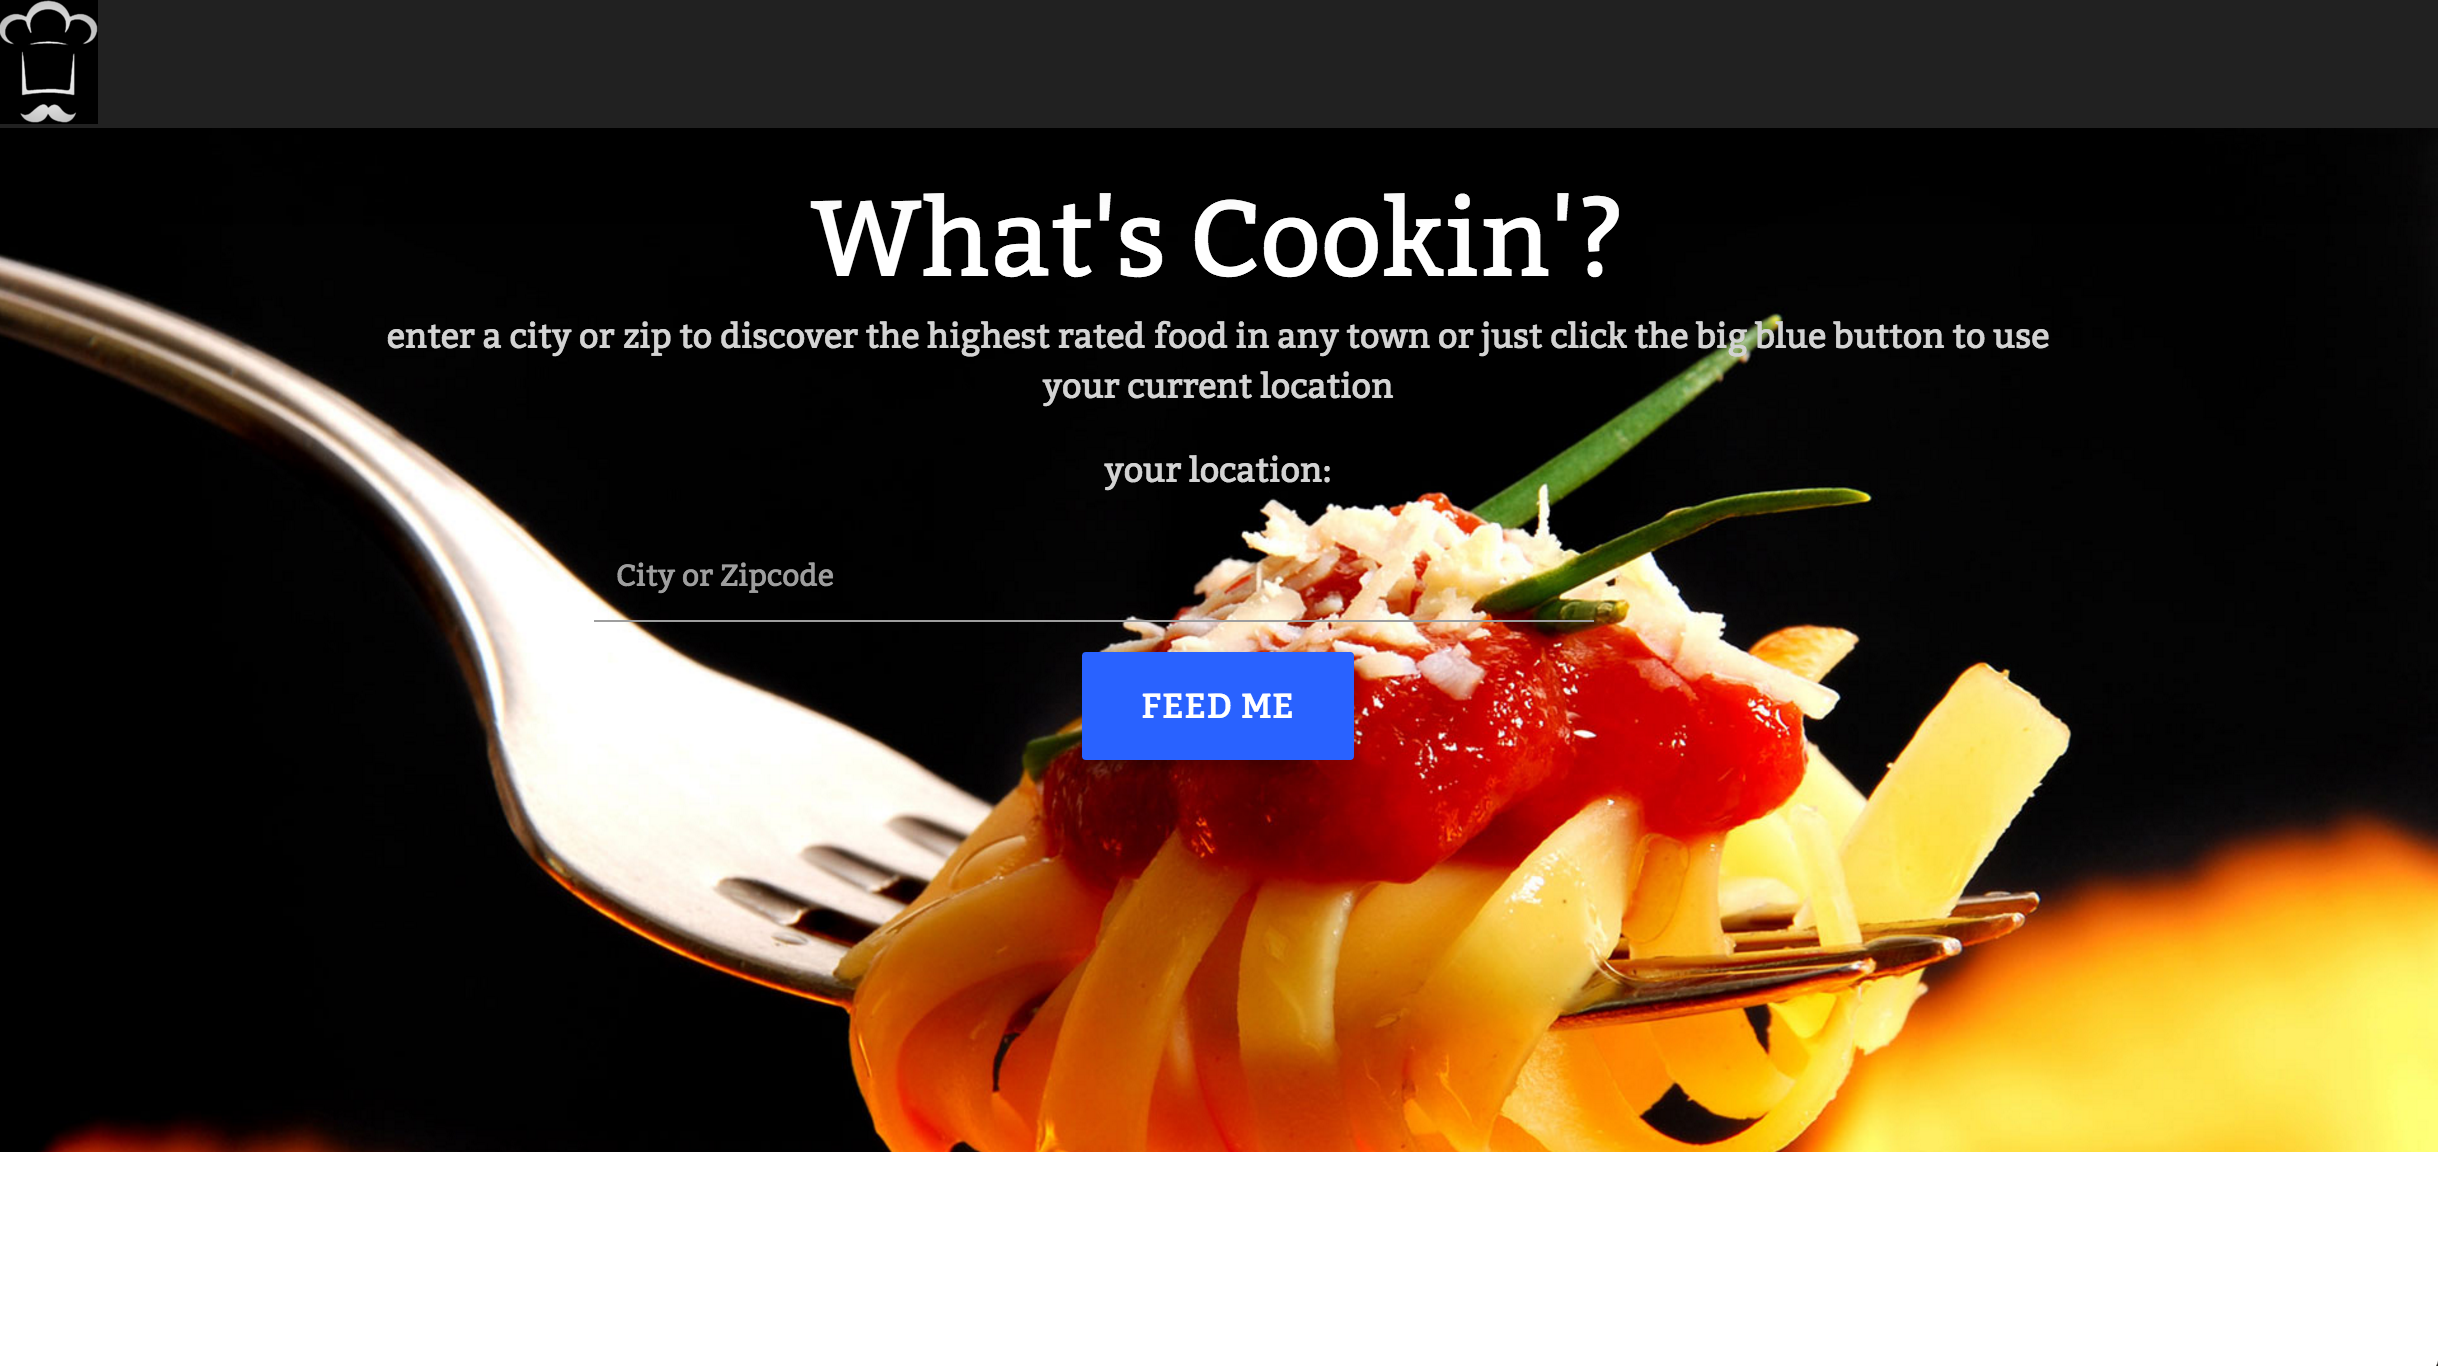 What's Cookin'?
enter a city or zip to discover the highest rated food in any town or just click the big blue button to use
your current location
your location:
City or Zipcode
FEED ME